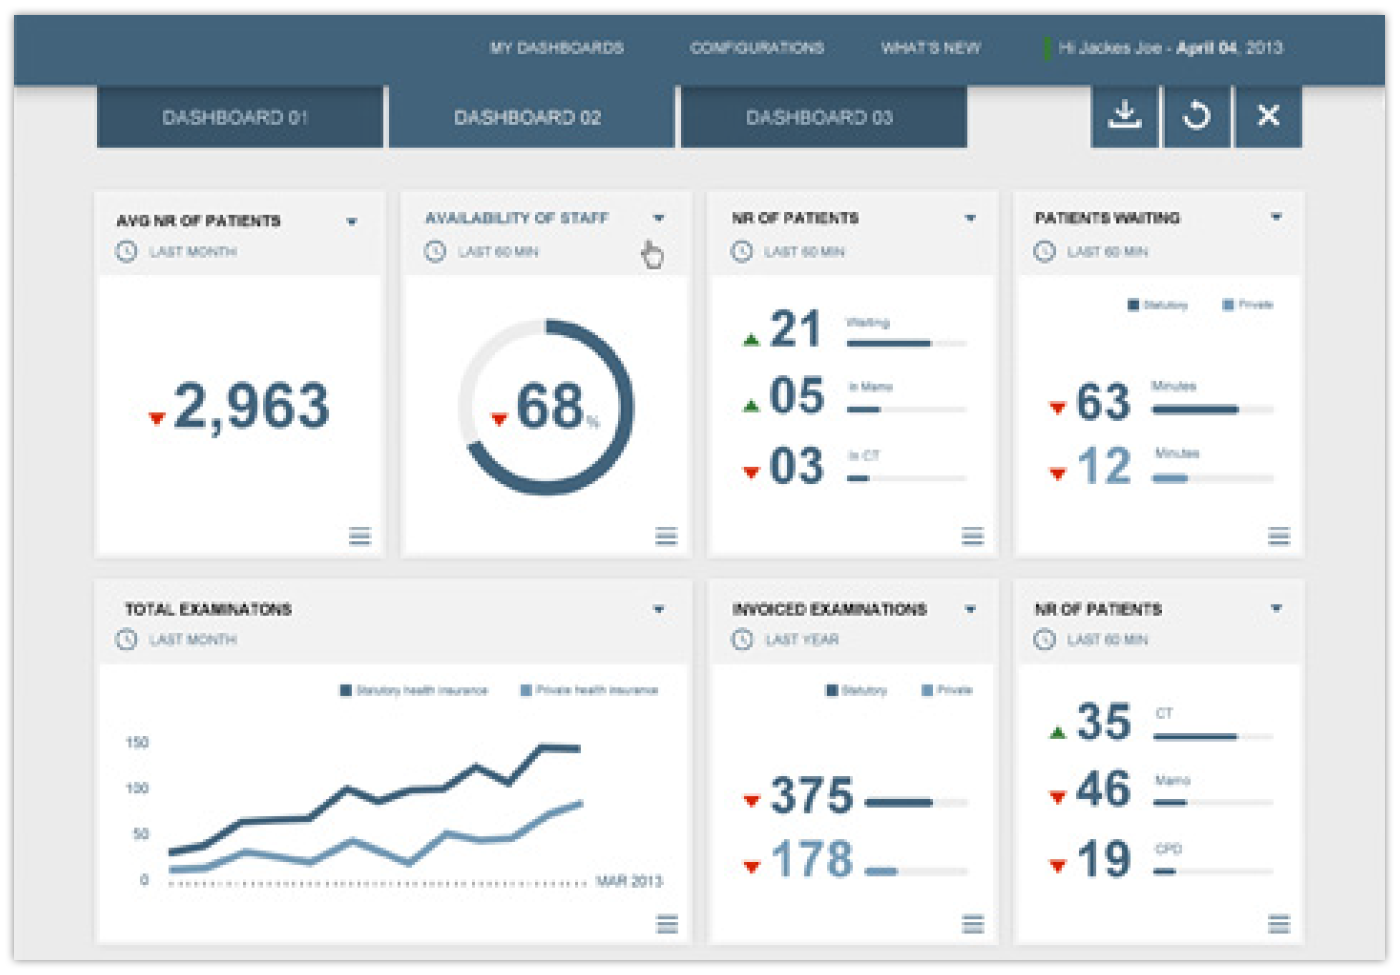 MY DASHBOARDS CONFIGURATIONS WHAT'S NEW Hi Jackes Joe - April 04, 2013
DASHBOARD 01 DASHBOARD 02 DASHBOARD 03
AVG NR OF PATIENTS
LAST MONTH
2,963
AVAILABILITY OF STAFF
LAST 60 MIN
68 %
NR OF PATIENTS
LAST 60 MIN
21 Waiting
05 In Mamo
03 In CT
PATIENTS WAITING
LAST 60 MIN
Statutory Private
63 Minutes
12 Minutes
TOTAL EXAMINATONS
LAST MONTH
Statutory health insurance Private health insurance
150
100
50
0
MAR 2013
INVOICED EXAMINATIONS
LAST YEAR
Statutory Private
375
178
NR OF PATIENTS
LAST 60 MIN
35 CT
46 Mamo
19 CPD